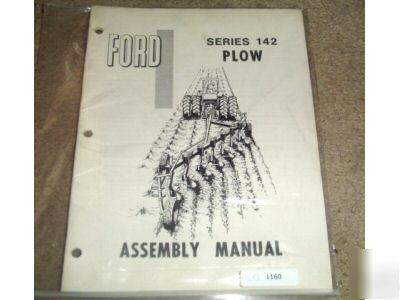 FORD
SERIES 142
PLOW
ASSEMBLY MANUAL
1160